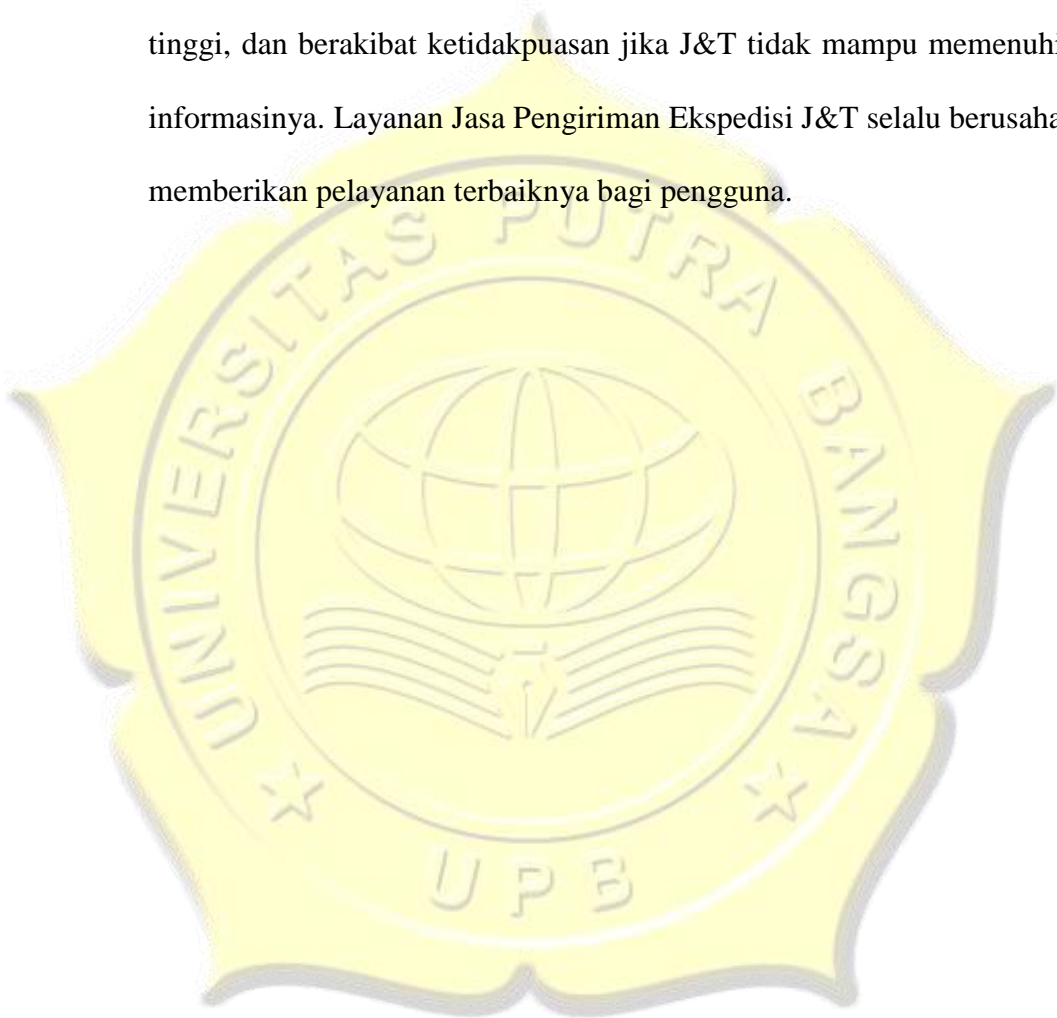 tinggi, dan berakibat ketidakpuasan jika J&T tidak mampu memenuhi
informasinya. Layanan Jasa Pengiriman Ekspedisi J&T selalu berusaha
memberikan pelayanan terbaiknya bagi pengguna.
UNIVERSITAS PUTRA BANGSA
UPB